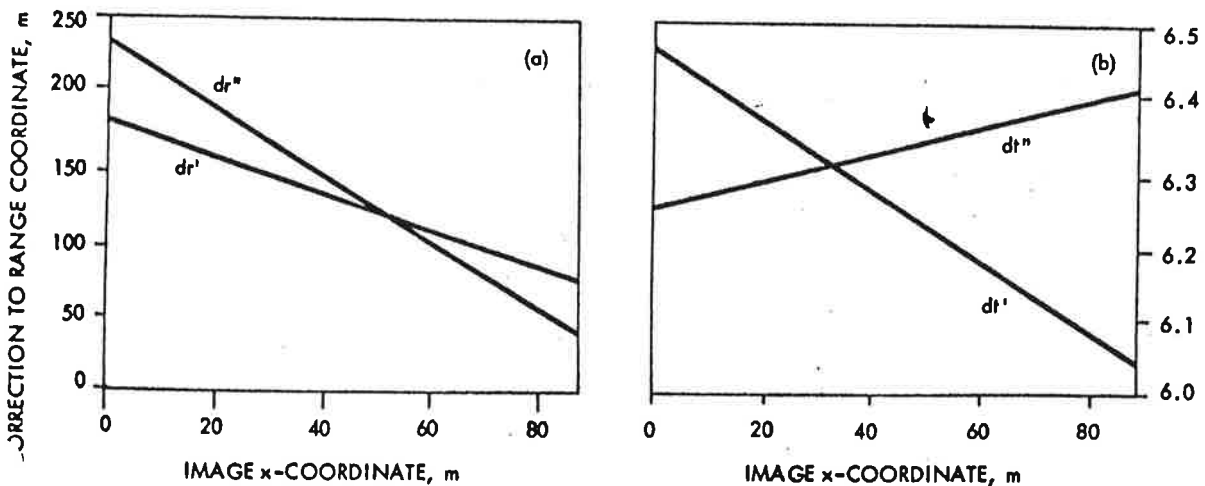 ORRECTION TO RANGE COORDINATE, m
250
200
150
100
50
0
(a)
dr"
dr'
0 20 40 60 80
IMAGE x-COORDINATE, m
(b)
dt"
dt'
6.5
6.4
6.3
6.2
6.1
6.0
0 20 40 60 80
IMAGE x-COORDINATE, m